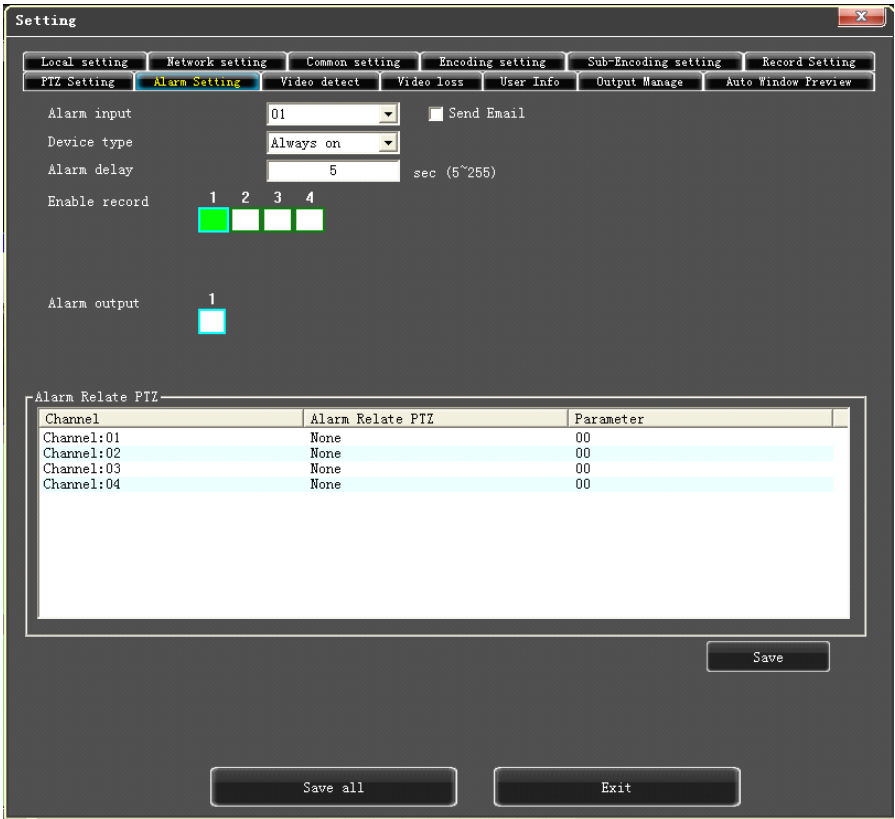 Setting
Local setting Network setting Common setting Encoding setting Sub-Encoding setting Record Setting
PTZ Setting Alarm Setting Video detect Video loss User Info Output Manage Auto Window Preview
Alarm input 01 Send Email
Device type Always on
Alarm delay 5 sec (5~255)
Enable record 1 2 3 4
Alarm output 1
Alarm Relate PTZ
Channel Alarm Relate PTZ Parameter
Channel:01 None 00
Channel:02 None 00
Channel:03 None 00
Channel:04 None 00
Save
Save all Exit